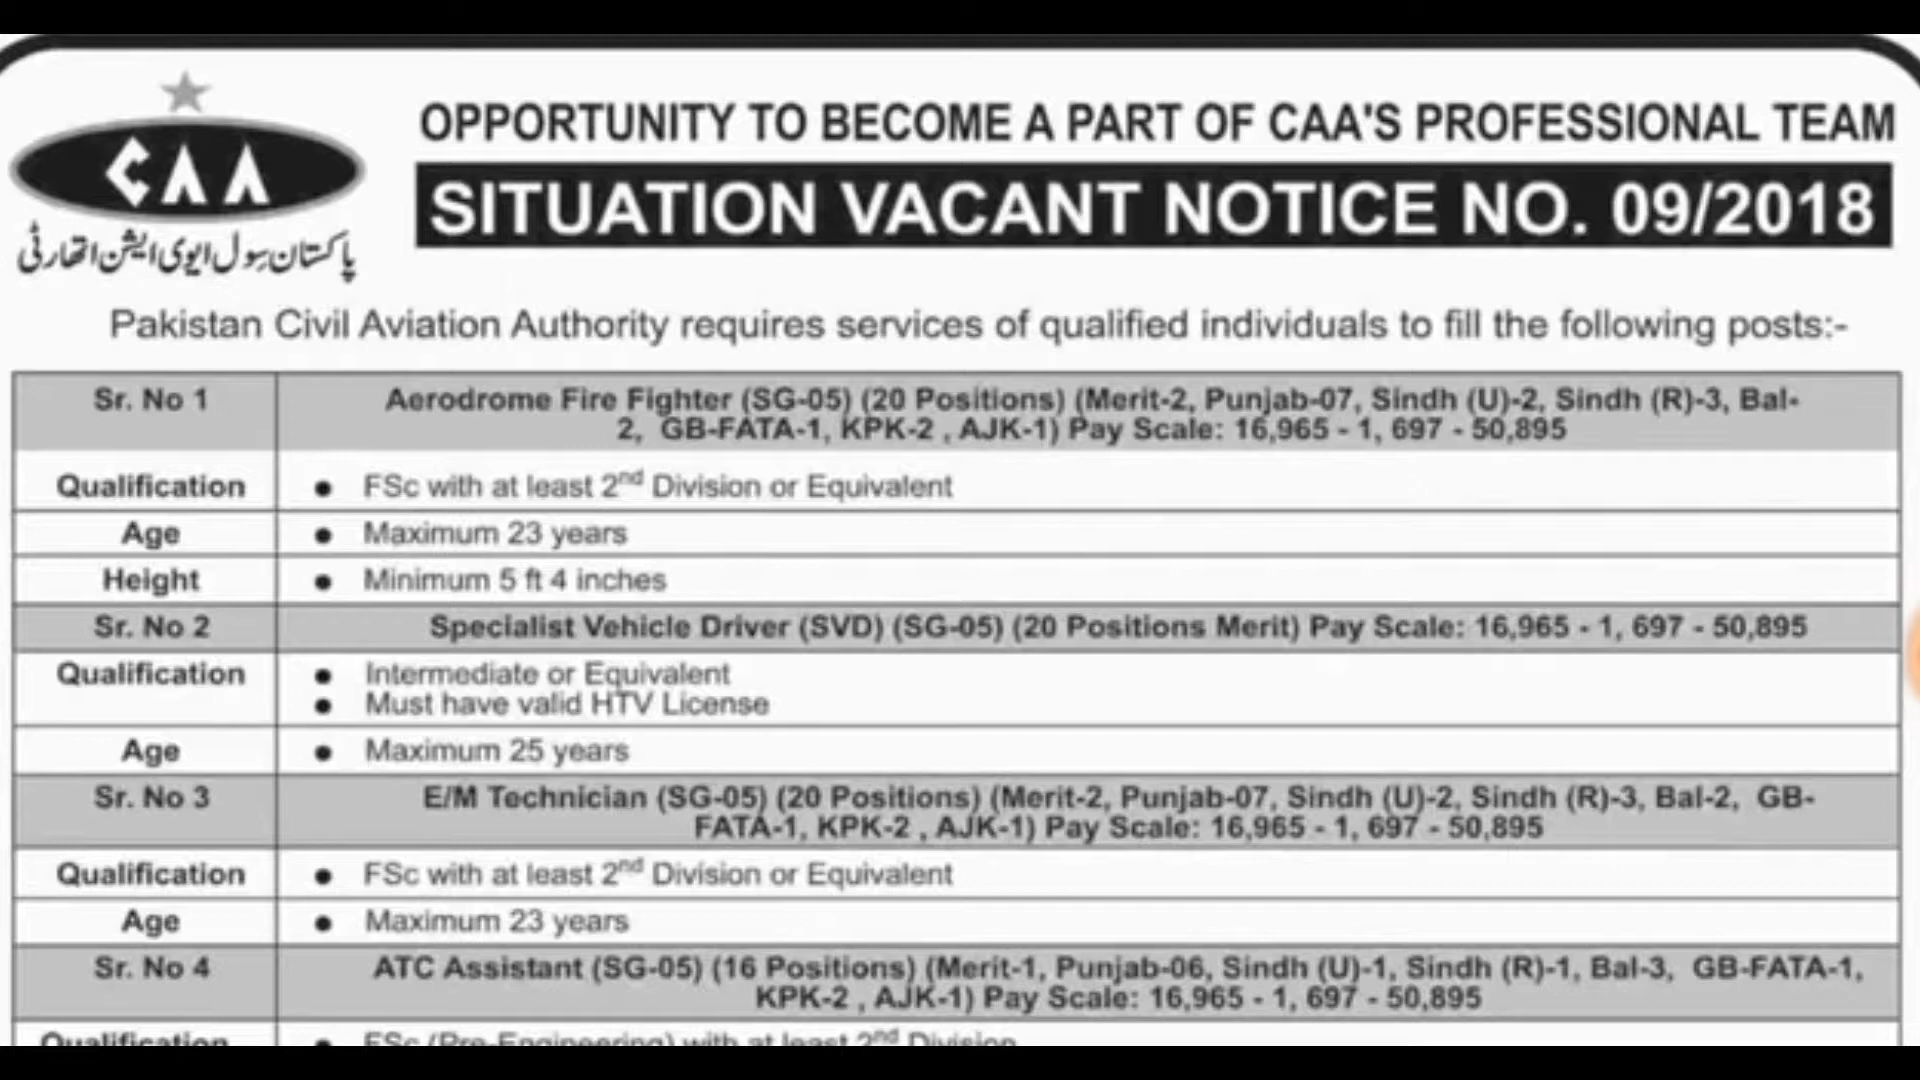 CAA
پاکستان سول ایوی ایشن اتھارٹی
OPPORTUNITY TO BECOME A PART OF CAA'S PROFESSIONAL TEAM
SITUATION VACANT NOTICE NO. 09/2018
Pakistan Civil Aviation Authority requires services of qualified individuals to fill the following posts:-
Sr. No 1 Aerodrome Fire Fighter (SG-05) (20 Positions) (Merit-2, Punjab-07, Sindh (U)-2, Sindh (R)-3, Bal-
2, GB-FATA-1, KPK-2 , AJK-1) Pay Scale: 16,965 - 1, 697 - 50,895
Qualification • FSc with at least 2nd Division or Equivalent
Age • Maximum 23 years
Height • Minimum 5 ft 4 inches
Sr. No 2 Specialist Vehicle Driver (SVD) (SG-05) (20 Positions Merit) Pay Scale: 16,965 - 1, 697 - 50,895
Qualification • Intermediate or Equivalent
• Must have valid HTV License
Age • Maximum 25 years
Sr. No 3 E/M Technician (SG-05) (20 Positions) (Merit-2, Punjab-07, Sindh (U)-2, Sindh (R)-3, Bal-2, GB-
FATA-1, KPK-2 , AJK-1) Pay Scale: 16,965 - 1, 697 - 50,895
Qualification • FSc with at least 2nd Division or Equivalent
Age • Maximum 23 years
Sr. No 4 ATC Assistant (SG-05) (16 Positions) (Merit-1, Punjab-06, Sindh (U)-1, Sindh (R)-1, Bal-3, GB-FATA-1,
KPK-2 , AJK-1) Pay Scale: 16,965 - 1, 697 - 50,895
Qualification • FSc (Pre-Engineering) with at least 2nd Division